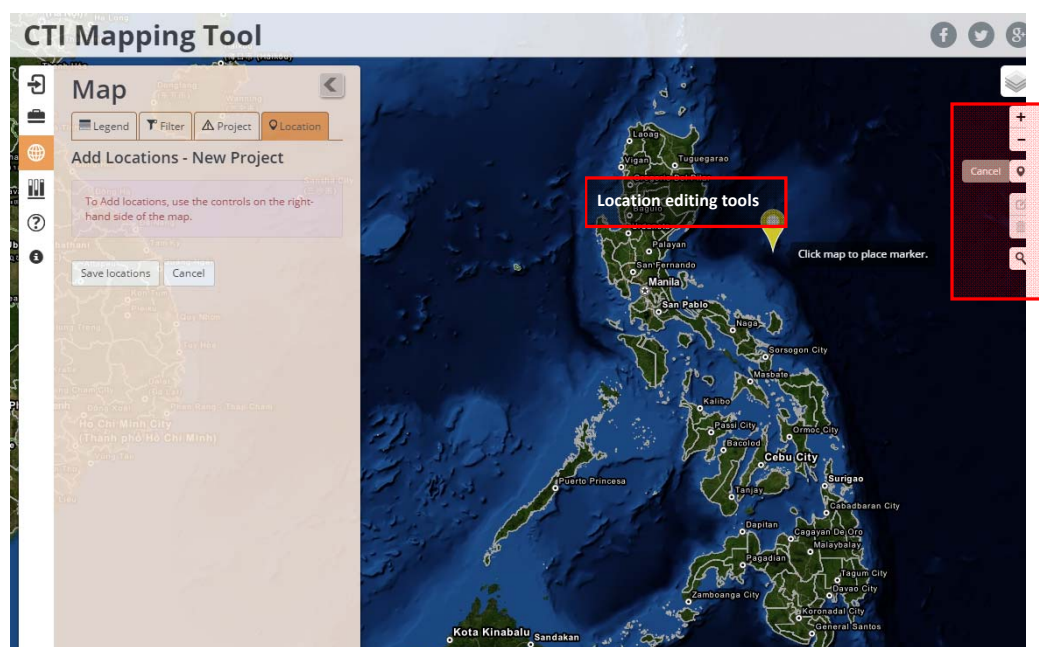 CTI Mapping Tool
Map
Legend
Filter
Project
Location
Add Locations - New Project
To Add locations, use the controls on the right-
hand side of the map.
Save locations
Cancel
Ho Chi Minh City
(Thành phố Hồ Chí Minh)
Laoag
Vigan
Tuguegarao
Gregorio Del Pilar
Location editing tools
Baguio
Palayan
San Fernando
Manila
San Pablo
Click map to place marker.
+
-
Cancel
Naga
Sorsogon City
Masbate
Kalibo
Passi City
Ormoc City
Bacolod
Cebu City
Puerto Princesa
Tanjay
Surigao
Cabadbaran City
Dapitan
Cagayan De Oro
Malaybalay
Pagadian
Tagum City
Davao City
Zamboanga City
Koronadal City
General Santos
Kota Kinabalu
Sandakan